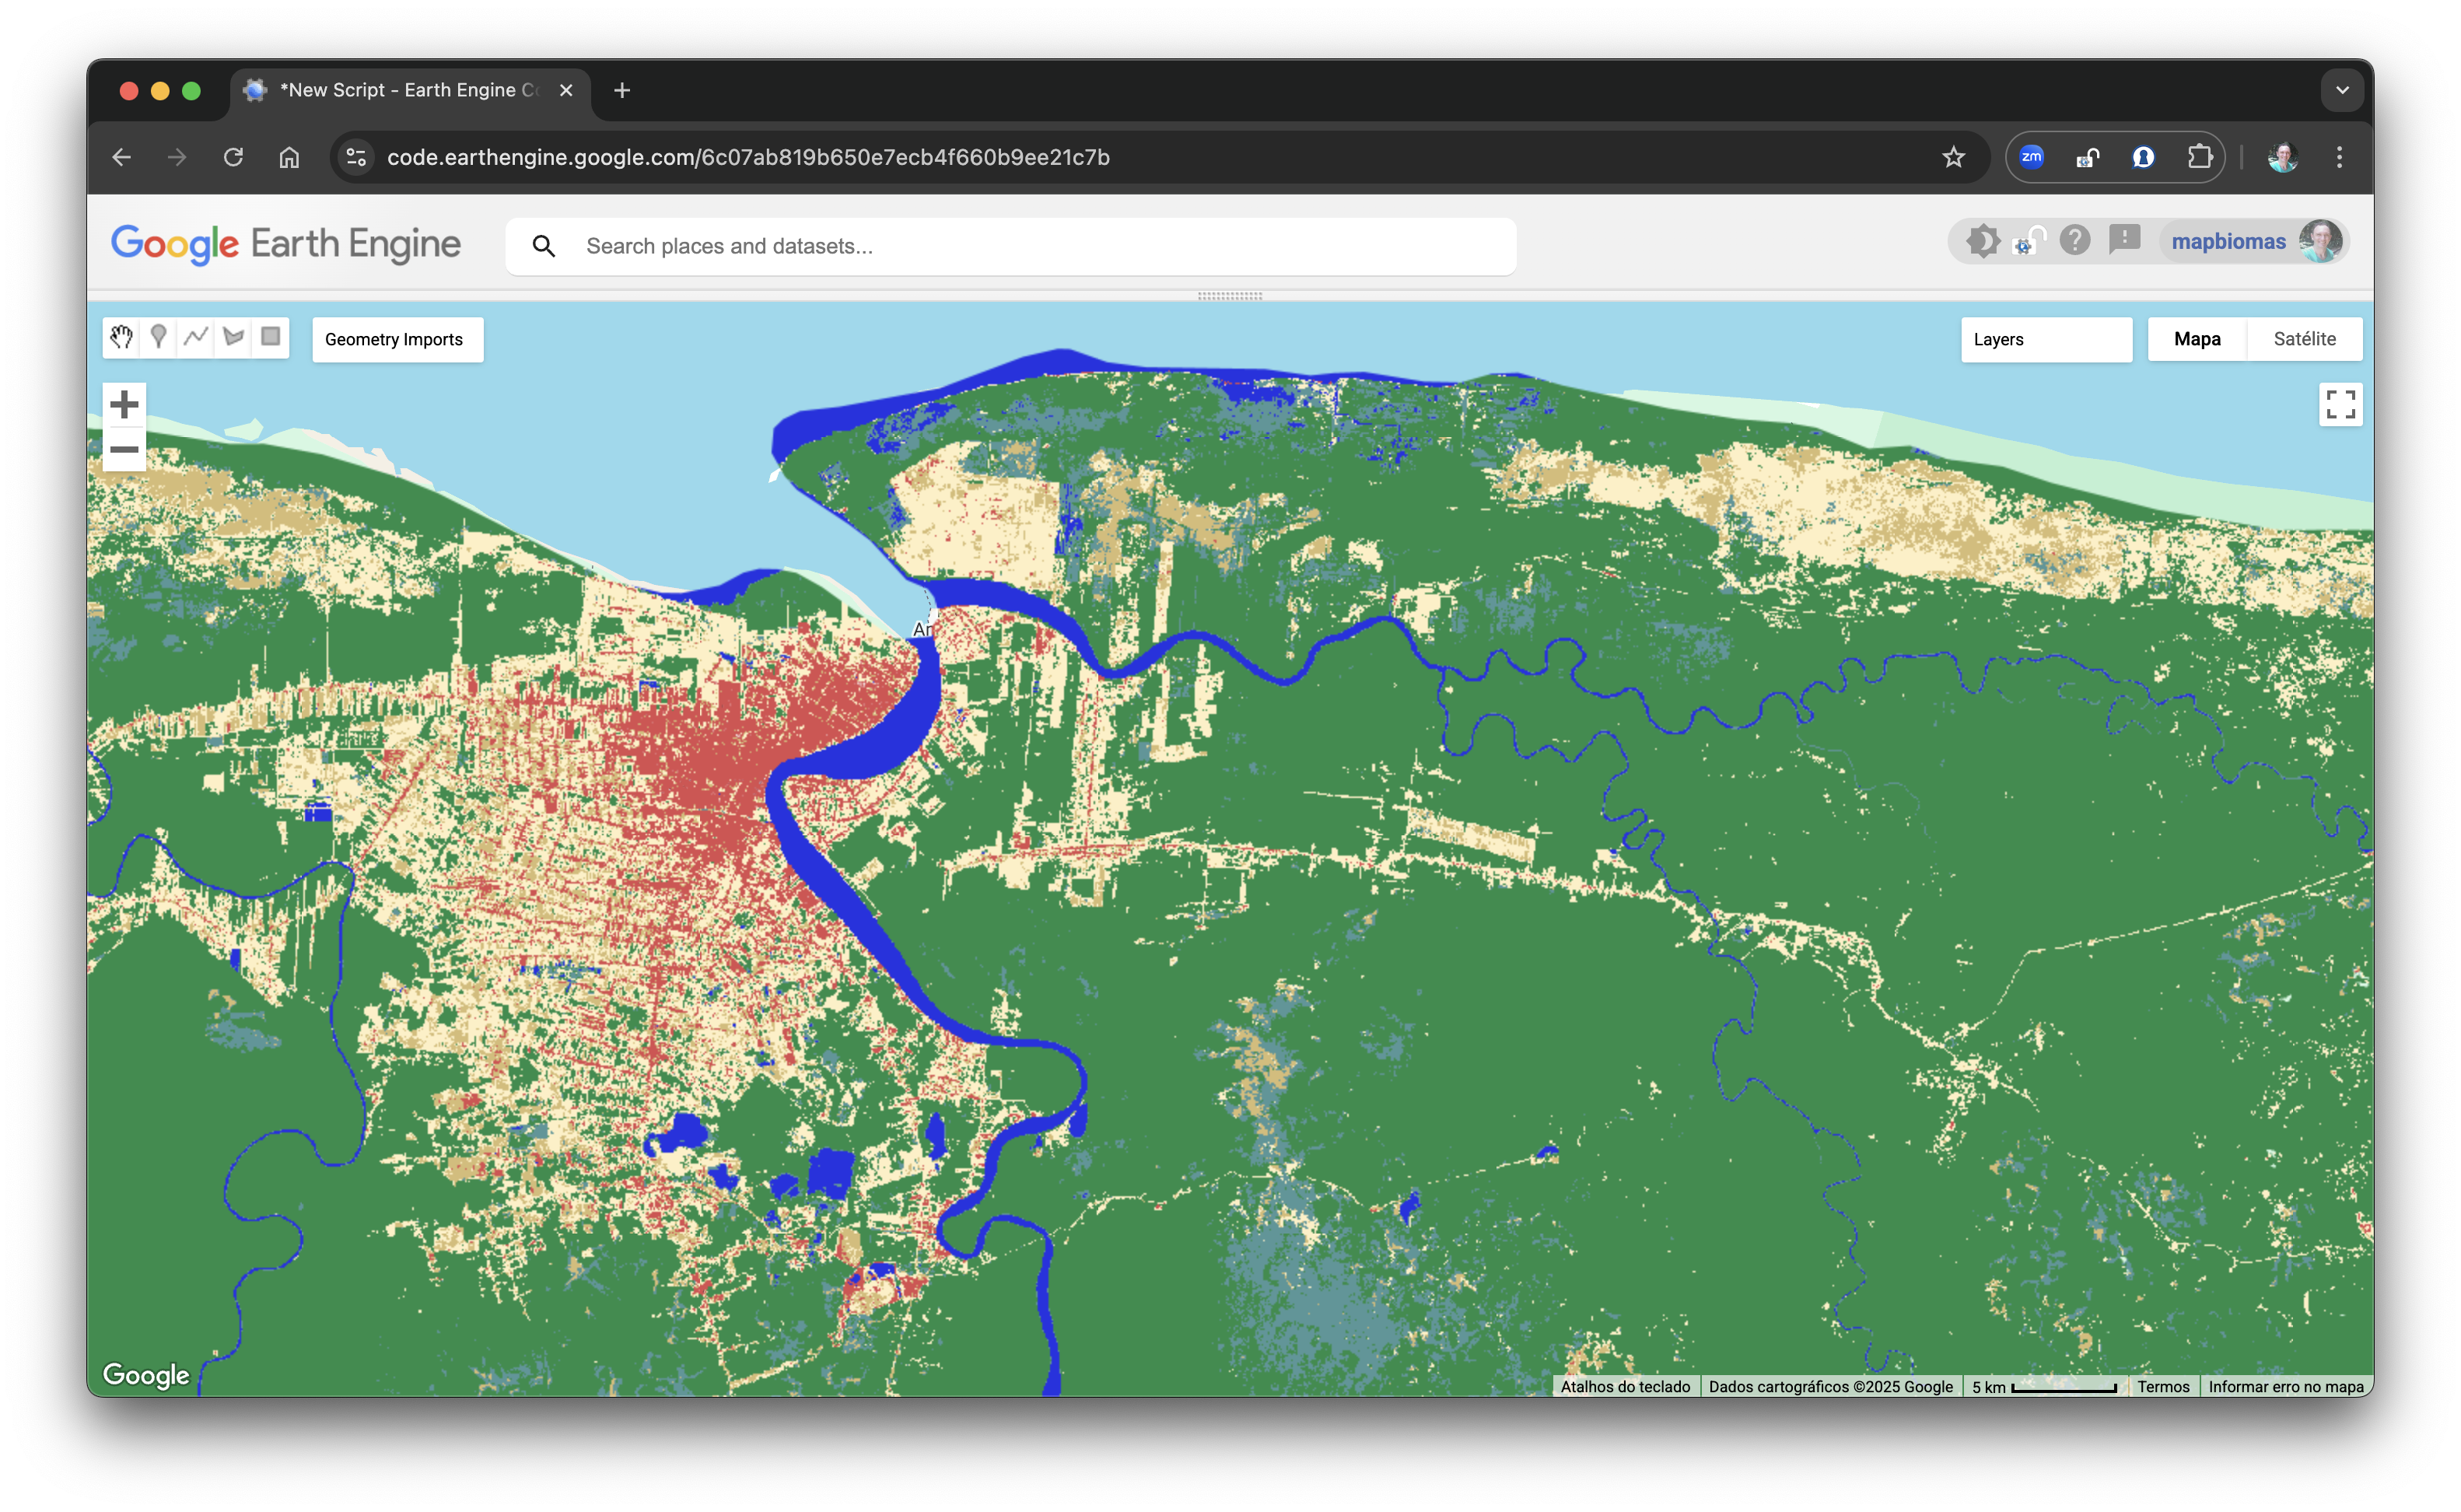 *New Script - Earth Engine C
code.earthengine.google.com/6c07ab819b650e7ecb4f660b9ee21c7b
zm
Google Earth Engine
Search places and datasets...
mapbiomas
Geometry Imports
Layers
Mapa
Satélite
Google
Atalhos do teclado
Dados cartográficos ©2025 Google
5 km
Termos
Informar erro no mapa